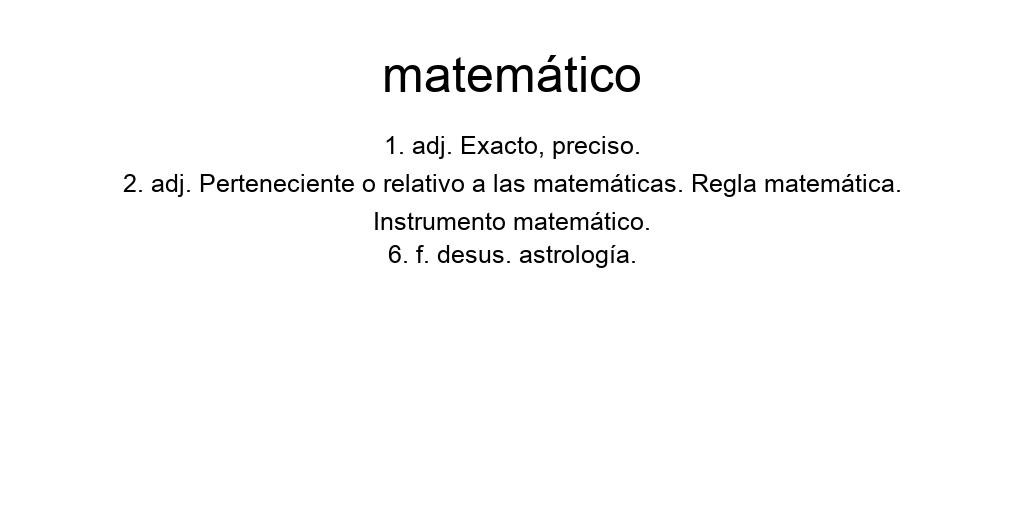 matemático
1. adj. Exacto, preciso.
2. adj. Perteneciente o relativo a las matemáticas. Regla matemática.
Instrumento matemático.
6. f. desus. astrología.